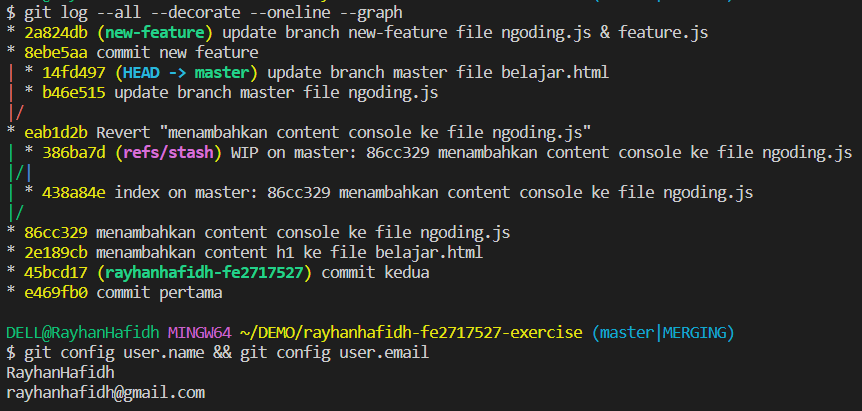 $ git log --all --decorate --oneline --graph
* 2a824db (new-feature) update branch new-feature file ngoding.js & feature.js
* 8ebe5aa commit new feature
| * 14fd497 (HEAD -> master) update branch master file belajar.html
| * b46e515 update branch master file ngoding.js
|/
* eab1d2b Revert "menambahkan content console ke file ngoding.js"
| * 386ba7d (refs/stash) WIP on master: 86cc329 menambahkan content console ke file ngoding.js
|/|
| * 438a84e index on master: 86cc329 menambahkan content console ke file ngoding.js
|/
* 86cc329 menambahkan content console ke file ngoding.js
* 2e189cb menambahkan content h1 ke file belajar.html
* 45bcd17 (rayhanhafidh-fe2717527) commit kedua
* e469fb0 commit pertama
DELL@RayhanHafidh MINGW64 ~/DEMO/rayhanhafidh-fe2717527-exercise (master|MERGING)
$ git config user.name && git config user.email
RayhanHafidh
rayhanhafidh@gmail.com